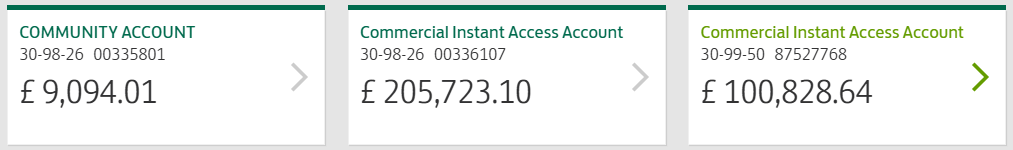 COMMUNITY ACCOUNT
30-98-26 00335801
£ 9,094.01
Commercial Instant Access Account
30-98-26 00336107
£ 205,723.10
Commercial Instant Access Account
30-99-50 87527768
£ 100,828.64